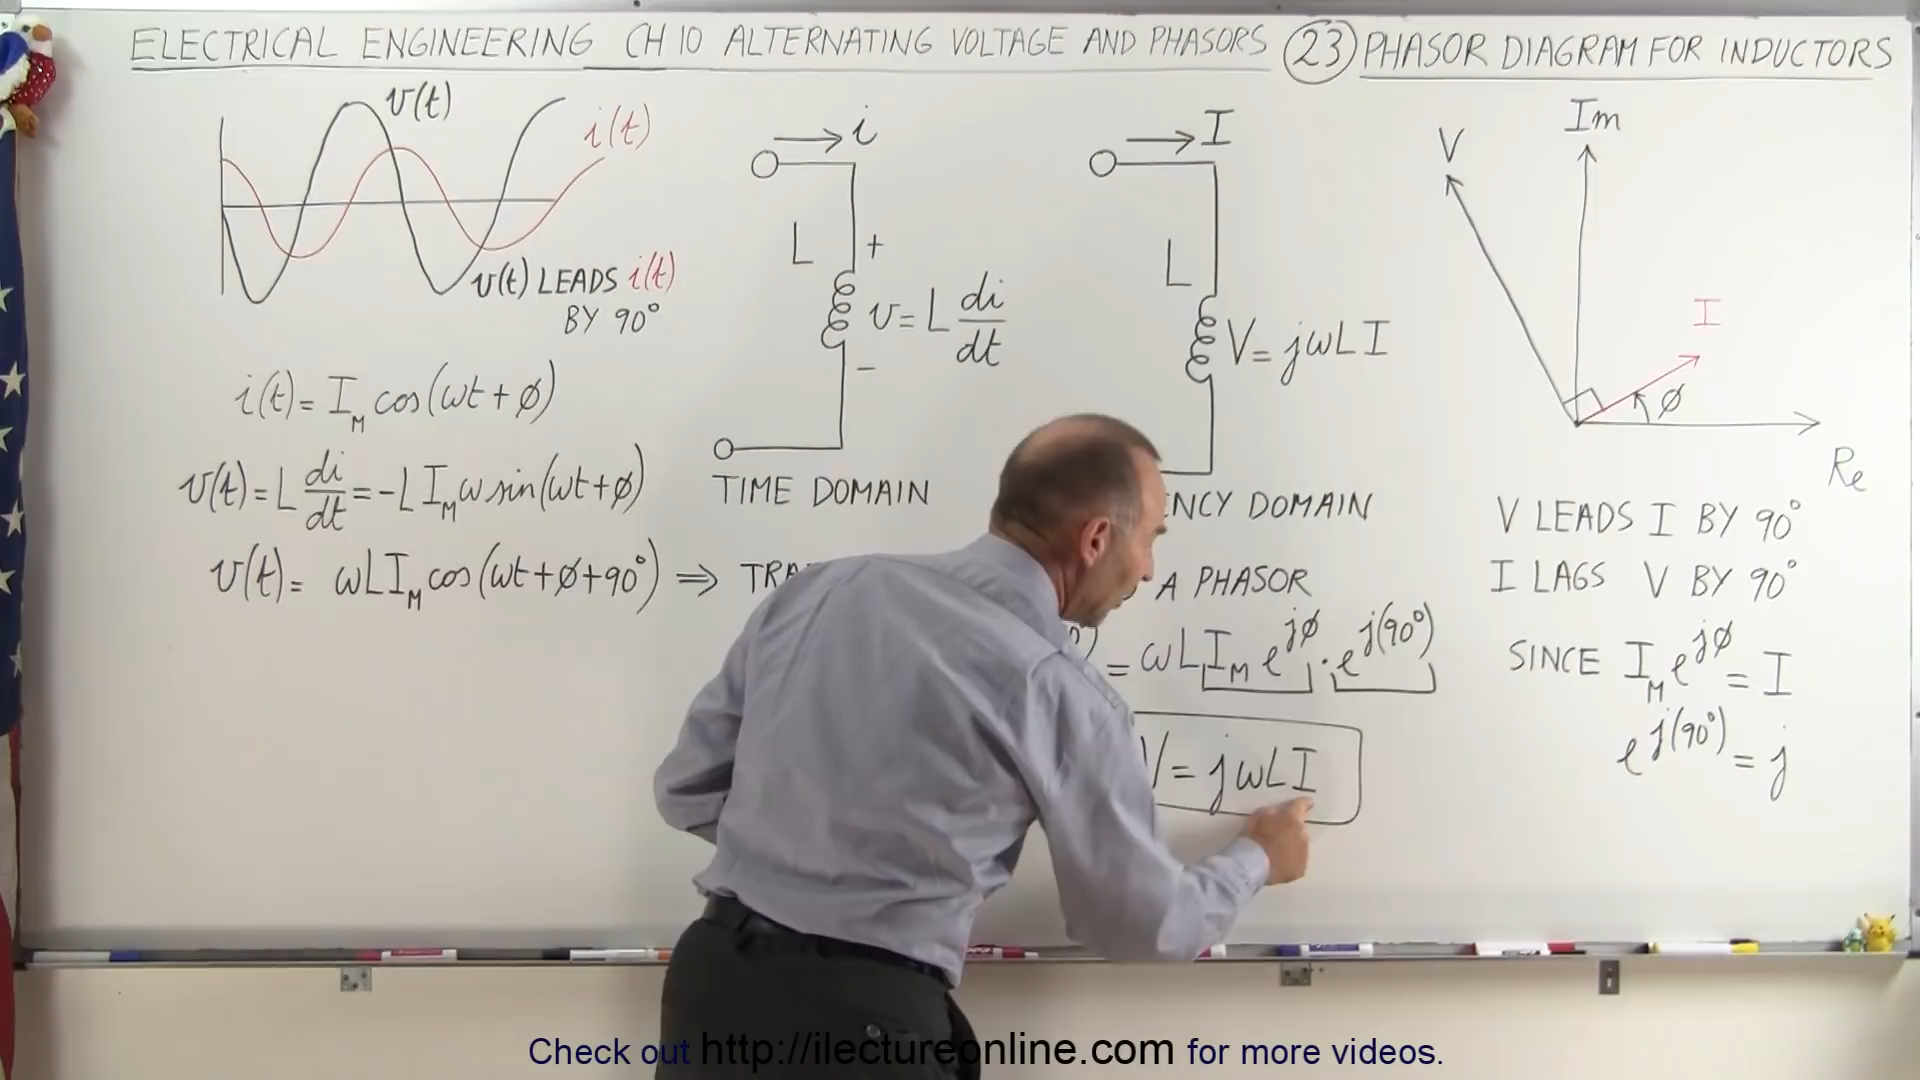 ELECTRICAL ENGINEERING CH 10 ALTERNATING VOLTAGE AND PHASORS 23 PHASOR DIAGRAM FOR INDUCTORS
v(t)
i(t)
v(t) LEADS i(t)
BY 90°
i(t) = I_M cos(ωt + ϕ)
v(t) = L di/dt = -L I_M ω sin(ωt + ϕ)
v(t) = ωL I_M cos(ωt + ϕ + 90°) ⇒
i
L
+
v = L di/dt
-
TIME DOMAIN
I
L
V = jωLI
DOMAIN
A PHASOR
= ωL I_M e^jϕ · e^j(90°)
V = jωLI
Im
V
I
ϕ
Re
V LEADS I BY 90°
I LAGS V BY 90°
SINCE I_M e^jϕ = I
e^j(90°) = j
Check out http://ilectureonline.com for more videos.